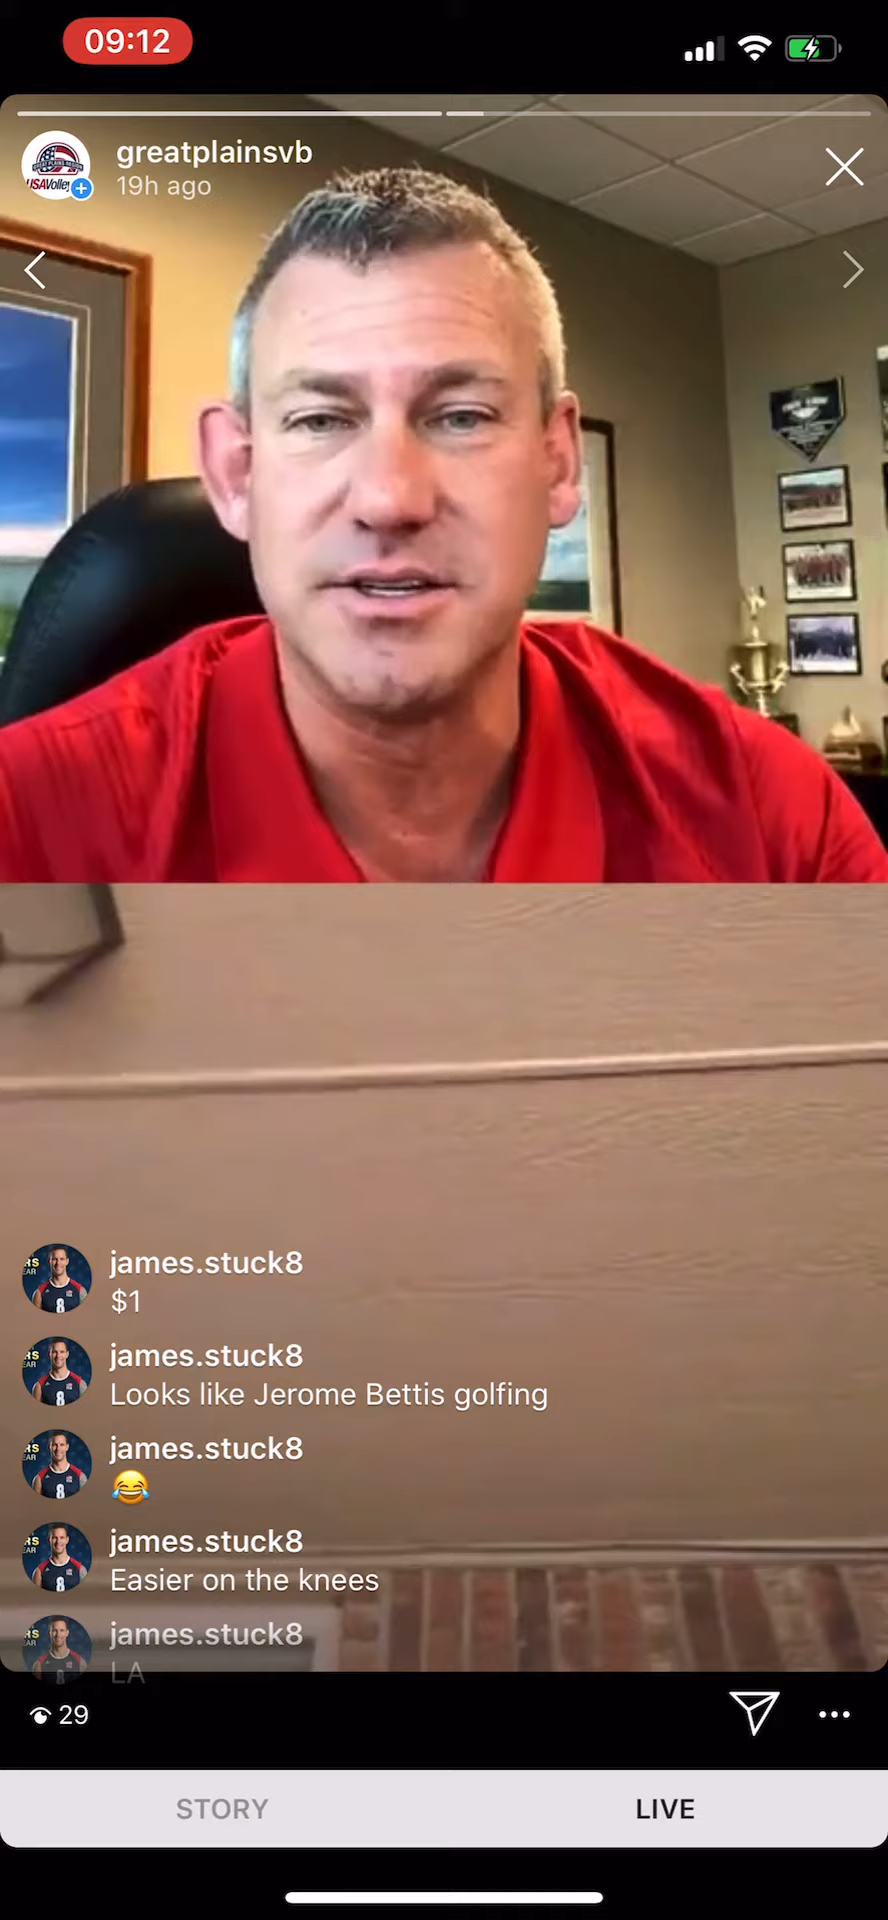 09:12
greatplainsvb
19h ago
USAVolley
james.stuck8
$1
james.stuck8
Looks like Jerome Bettis golfing
james.stuck8
😂
james.stuck8
Easier on the knees
james.stuck8
LA
29
STORY
LIVE